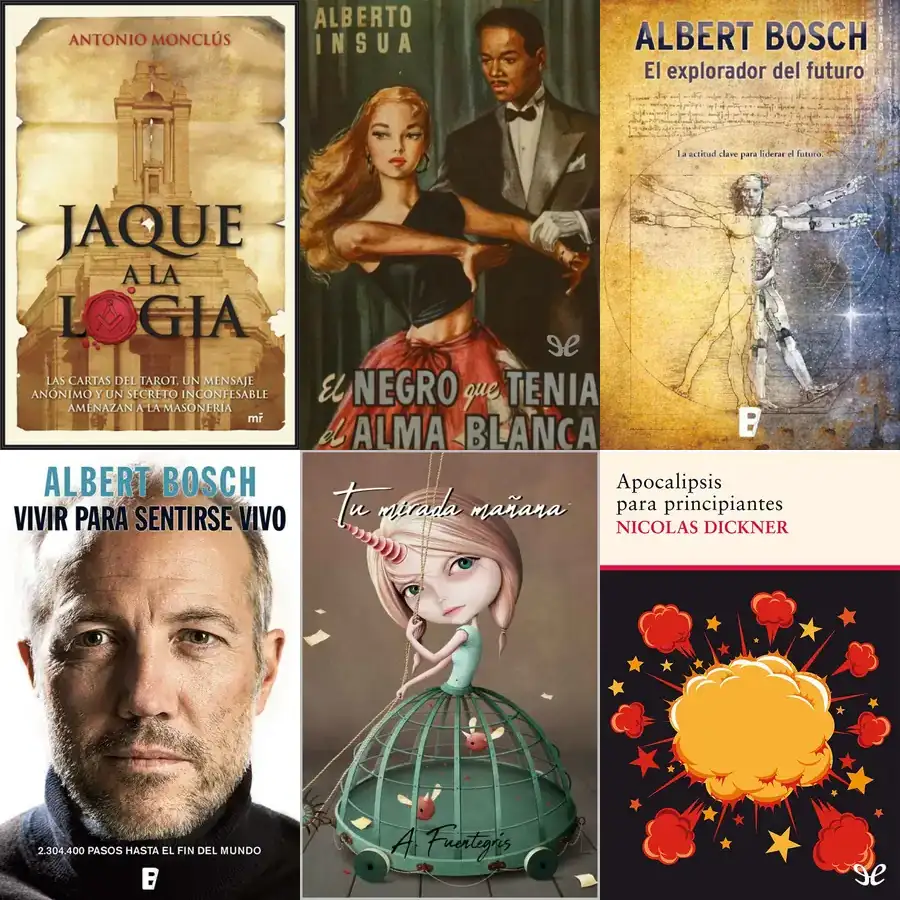 ANTONIO MONCLÚS
JAQUE
A LA
LOGIA
LAS CARTAS DEL TAROT, UN MENSAJE
ANÓNIMO Y UN SECRETO INCONFESABLE
AMENAZAN A LA MASONERÍA
mr
ALBERTO
INSUA
El NEGRO que TENIA
el ALMA BLANCA
ALBERT BOSCH
El explorador del futuro
La actitud clave para liderar el futuro.
B
ALBERT BOSCH
VIVIR PARA SENTIRSE VIVO
2.304.400 PASOS HASTA EL FIN DEL MUNDO
B
Tu mirada mañana
A. Fuentegris
Apocalipsis
para principiantes
NICOLAS DICKNER